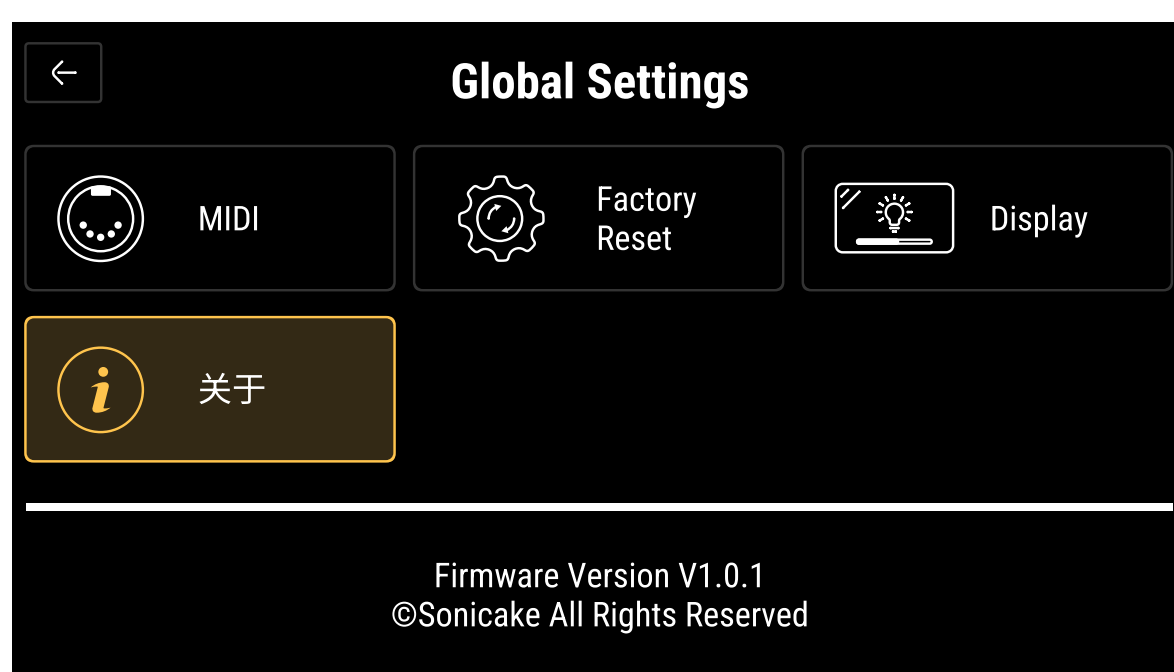 Global Settings
MIDI
Factory
Reset
Display
关于
Firmware Version V1.0.1
©Sonicake All Rights Reserved